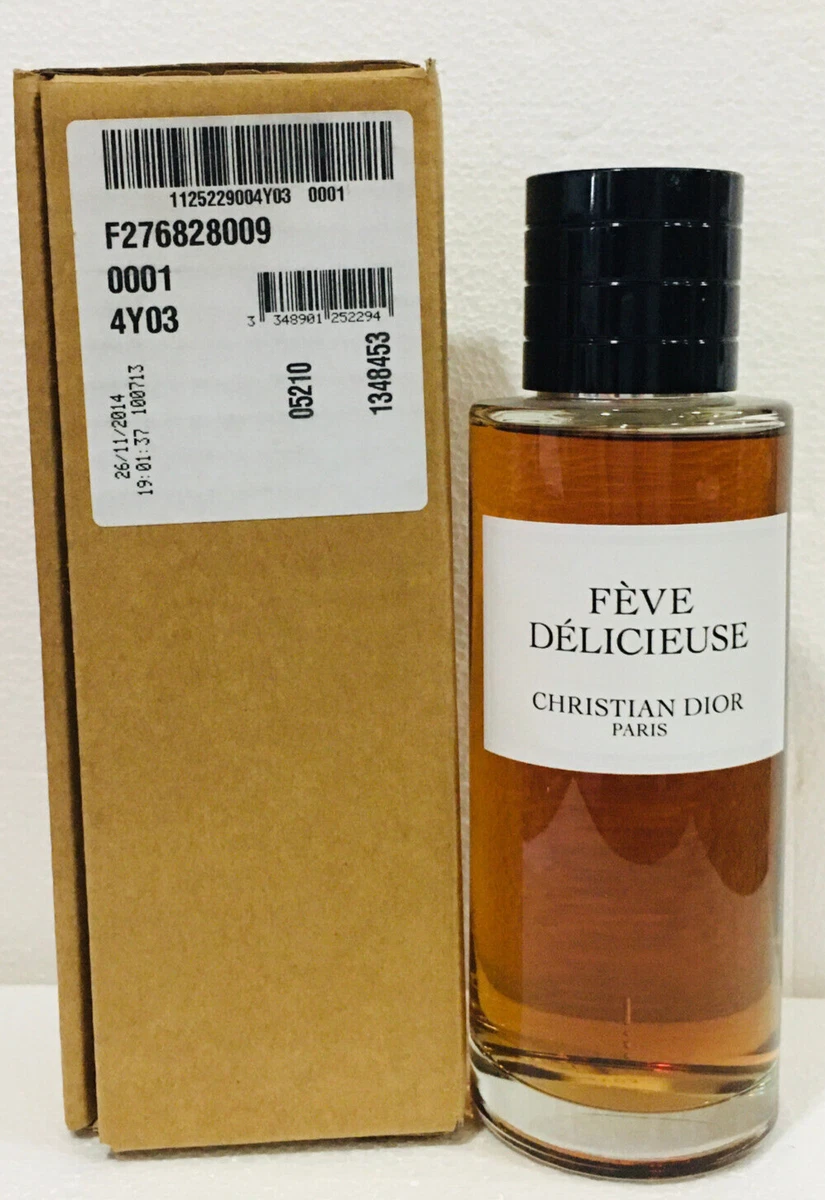 1125229004Y03 0001
F276828009
0001
4Y03
3 348901 252294
26/11/2014
19:01:37 100713
05210
1348453
FÈVE
DÉLICIEUSE
CHRISTIAN DIOR
PARIS